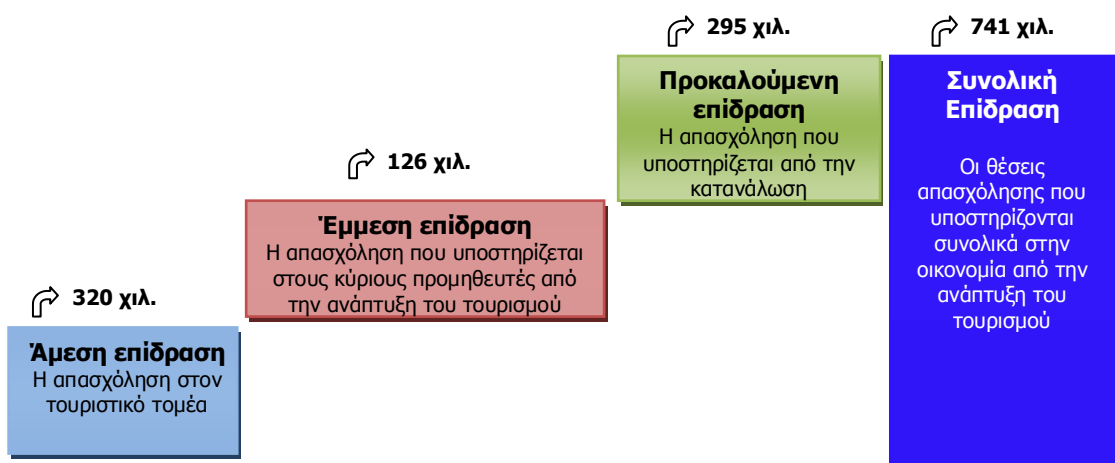 295 χιλ.
741 χιλ.
Προκαλούμενη
επίδραση
Η απασχόληση που
υποστηρίζεται από την
κατανάλωση
Συνολική
Επίδραση
Οι θέσεις
απασχόλησης που
υποστηρίζονται
συνολικά στην
οικονομία από την
ανάπτυξη του
τουρισμού
126 χιλ.
Έμμεση επίδραση
Η απασχόληση που υποστηρίζεται
στους κύριους προμηθευτές από
την ανάπτυξη του τουρισμού
320 χιλ.
Άμεση επίδραση
Η απασχόληση στον
τουριστικό τομέα